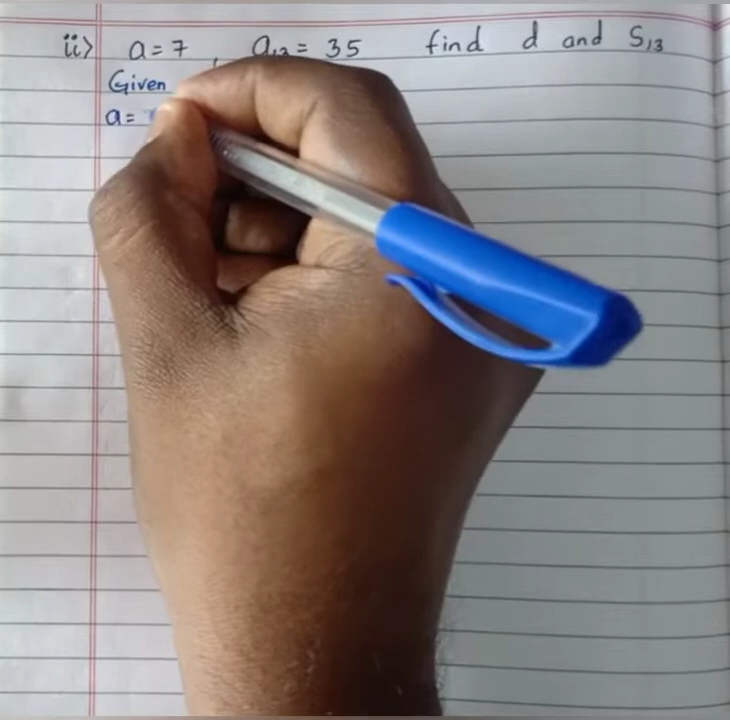 ii> a = 7 , a₁₃ = 35 find d and S₁₃
Given
a =